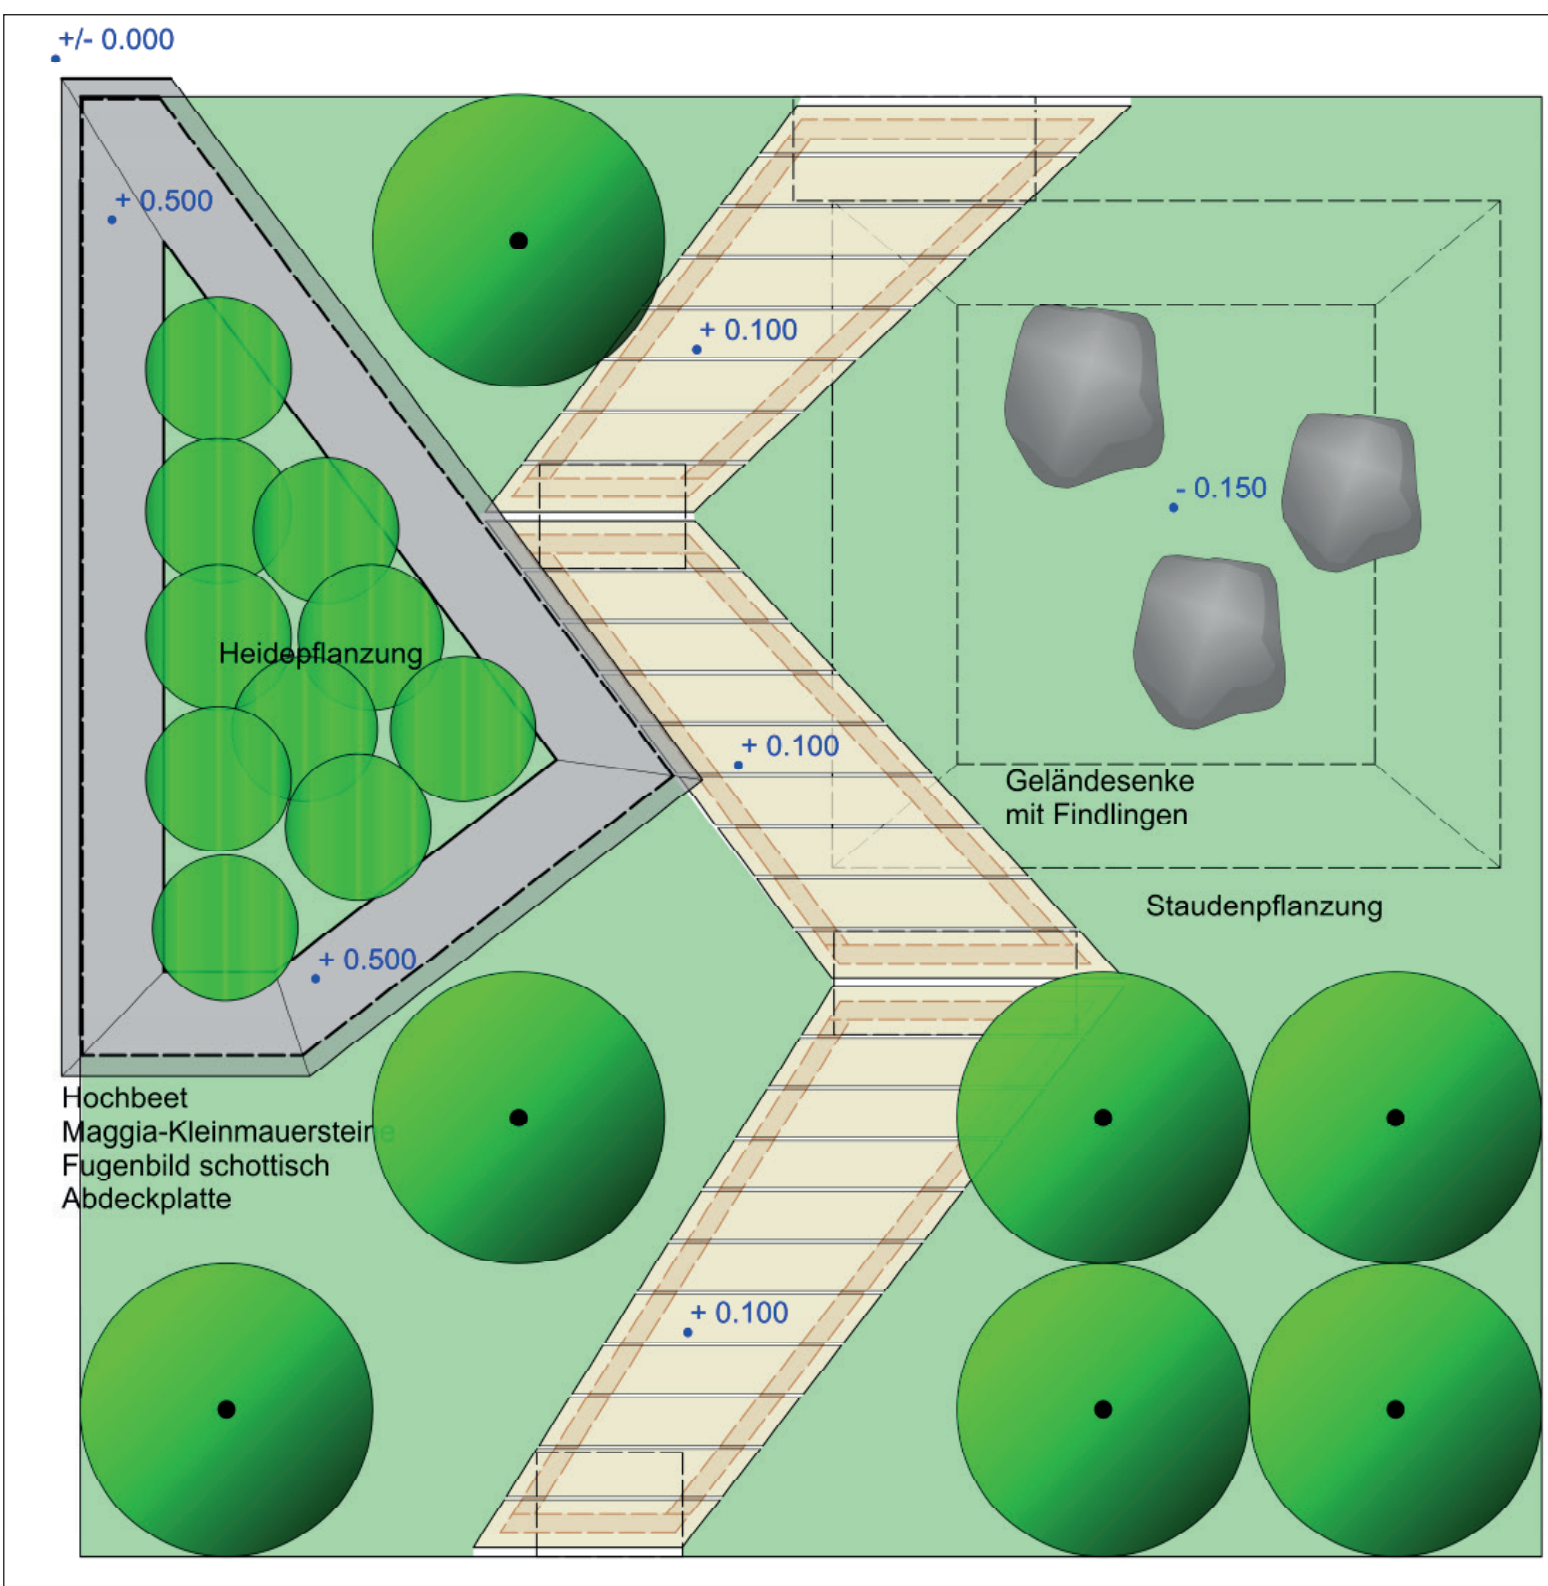 +/- 0.000
+ 0.500
+ 0.100
- 0.150
Heidepflanzung
+ 0.100
Geländesenke
mit Findlingen
Staudenpflanzung
+ 0.500
Hochbeet
Maggia-Kleinmauersteine
Fugenbild schottisch
Abdeckplatte
+ 0.100